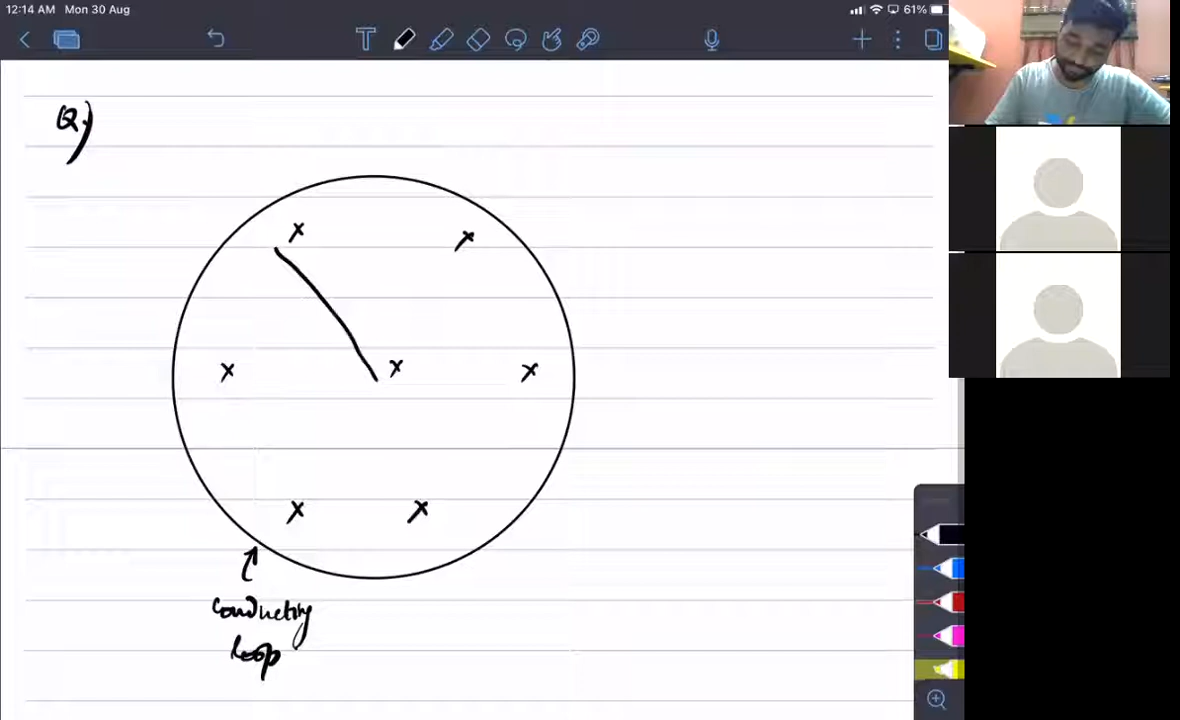 12:14 AM Mon 30 Aug
61%
T
Q)
x x
x x x
x x
conducting
loop